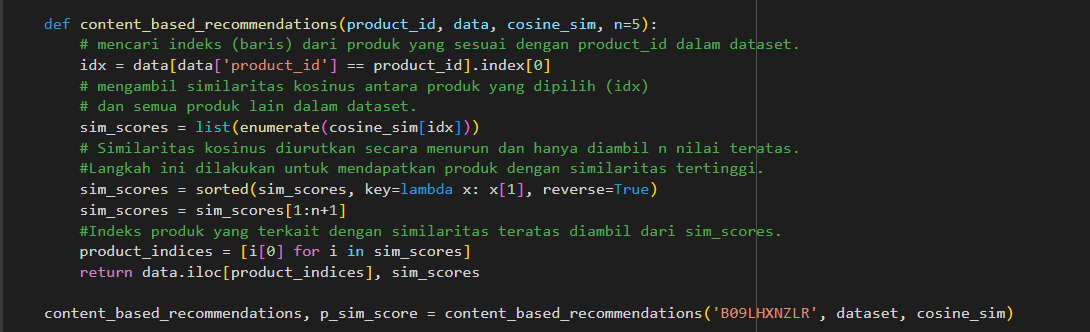 def content_based_recommendations(product_id, data, cosine_sim, n=5):
    # mencari indeks (baris) dari produk yang sesuai dengan product_id dalam dataset.
    idx = data[data['product_id'] == product_id].index[0]
    # mengambil similaritas kosinus antara produk yang dipilih (idx)
    # dan semua produk lain dalam dataset.
    sim_scores = list(enumerate(cosine_sim[idx]))
    # Similaritas kosinus diurutkan secara menurun dan hanya diambil n nilai teratas.
    #Langkah ini dilakukan untuk mendapatkan produk dengan similaritas tertinggi.
    sim_scores = sorted(sim_scores, key=lambda x: x[1], reverse=True)
    sim_scores = sim_scores[1:n+1]
    #Indeks produk yang terkait dengan similaritas teratas diambil dari sim_scores.
    product_indices = [i[0] for i in sim_scores]
    return data.iloc[product_indices], sim_scores
content_based_recommendations, p_sim_score = content_based_recommendations('B09LHXNZLR', dataset, cosine_sim)